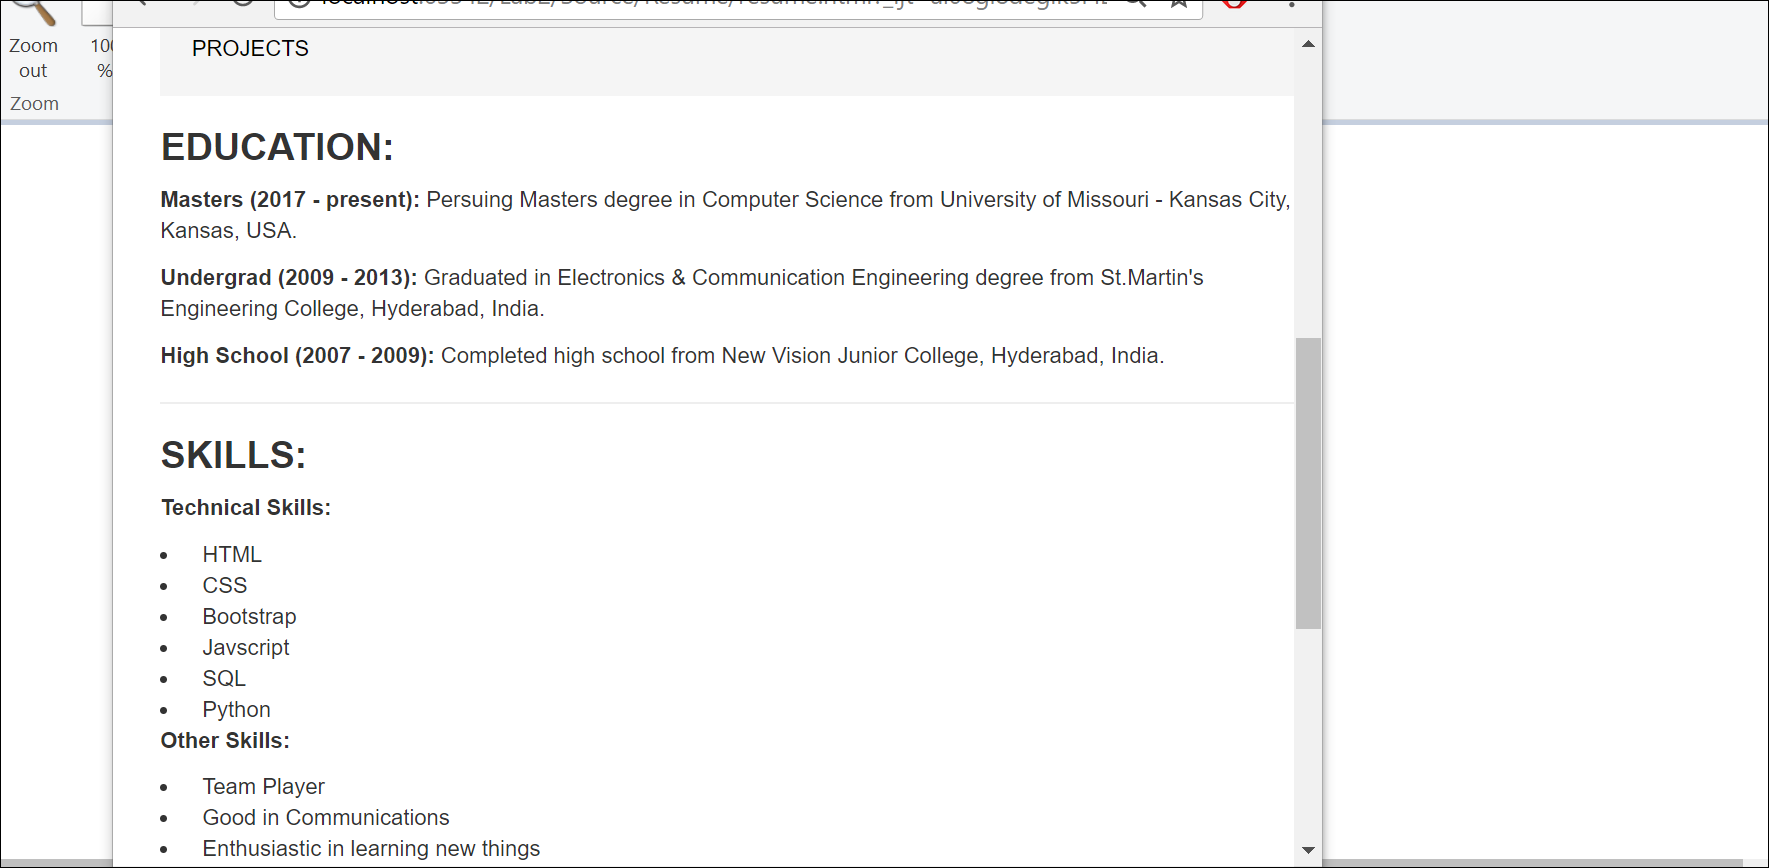 Zoom
out
%
Zoom
PROJECTS
EDUCATION:
Masters (2017 - present): Persuing Masters degree in Computer Science from University of Missouri - Kansas City,
Kansas, USA.
Undergrad (2009 - 2013): Graduated in Electronics & Communication Engineering degree from St.Martin's
Engineering College, Hyderabad, India.
High School (2007 - 2009): Completed high school from New Vision Junior College, Hyderabad, India.
SKILLS:
Technical Skills:
• HTML
• CSS
• Bootstrap
• Javscript
• SQL
• Python
Other Skills:
• Team Player
• Good in Communications
• Enthusiastic in learning new things